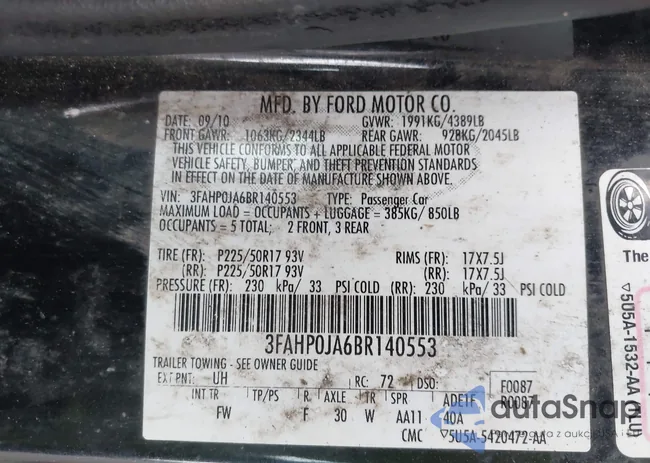 MFD. BY FORD MOTOR CO.
DATE: 09/10 GVWR: 1991KG/4389LB
FRONT GAWR: 1063KG/2344LB REAR GAWR: 928KG/2045LB
THIS VEHICLE CONFORMS TO ALL APPLICABLE FEDERAL MOTOR
VEHICLE SAFETY, BUMPER, AND THEFT PREVENTION STANDARDS
IN EFFECT ON THE DATE OF MANUFACTURE SHOWN ABOVE.
VIN: 3FAHP0JA6BR140553 TYPE: Passenger Car
MAXIMUM LOAD = OCCUPANTS + LUGGAGE = 385KG/850LB
OCCUPANTS = 5 TOTAL; 2 FRONT, 3 REAR
TIRE (FR): P225/50R17 93V RIMS (FR): 17X7.5J
(RR): P225/50R17 93V (RR): 17X7.5J
PRESSURE (FR): 230 kPa/33 PSI COLD (RR): 230 kPa/33 PSI COLD
3FAHP0JA6BR140553
TRAILER TOWING - SEE OWNER GUIDE
EXT PNT: UH RC: 72 DSO: F0087
R0087
INT TR TP/PS R AXLE TR SPR ADE1F
FW F 30 W AA11 40A
CMC ▽5U5A-5420472-AA
The
▽5U5A-1532-AA (LU)
autoSnap